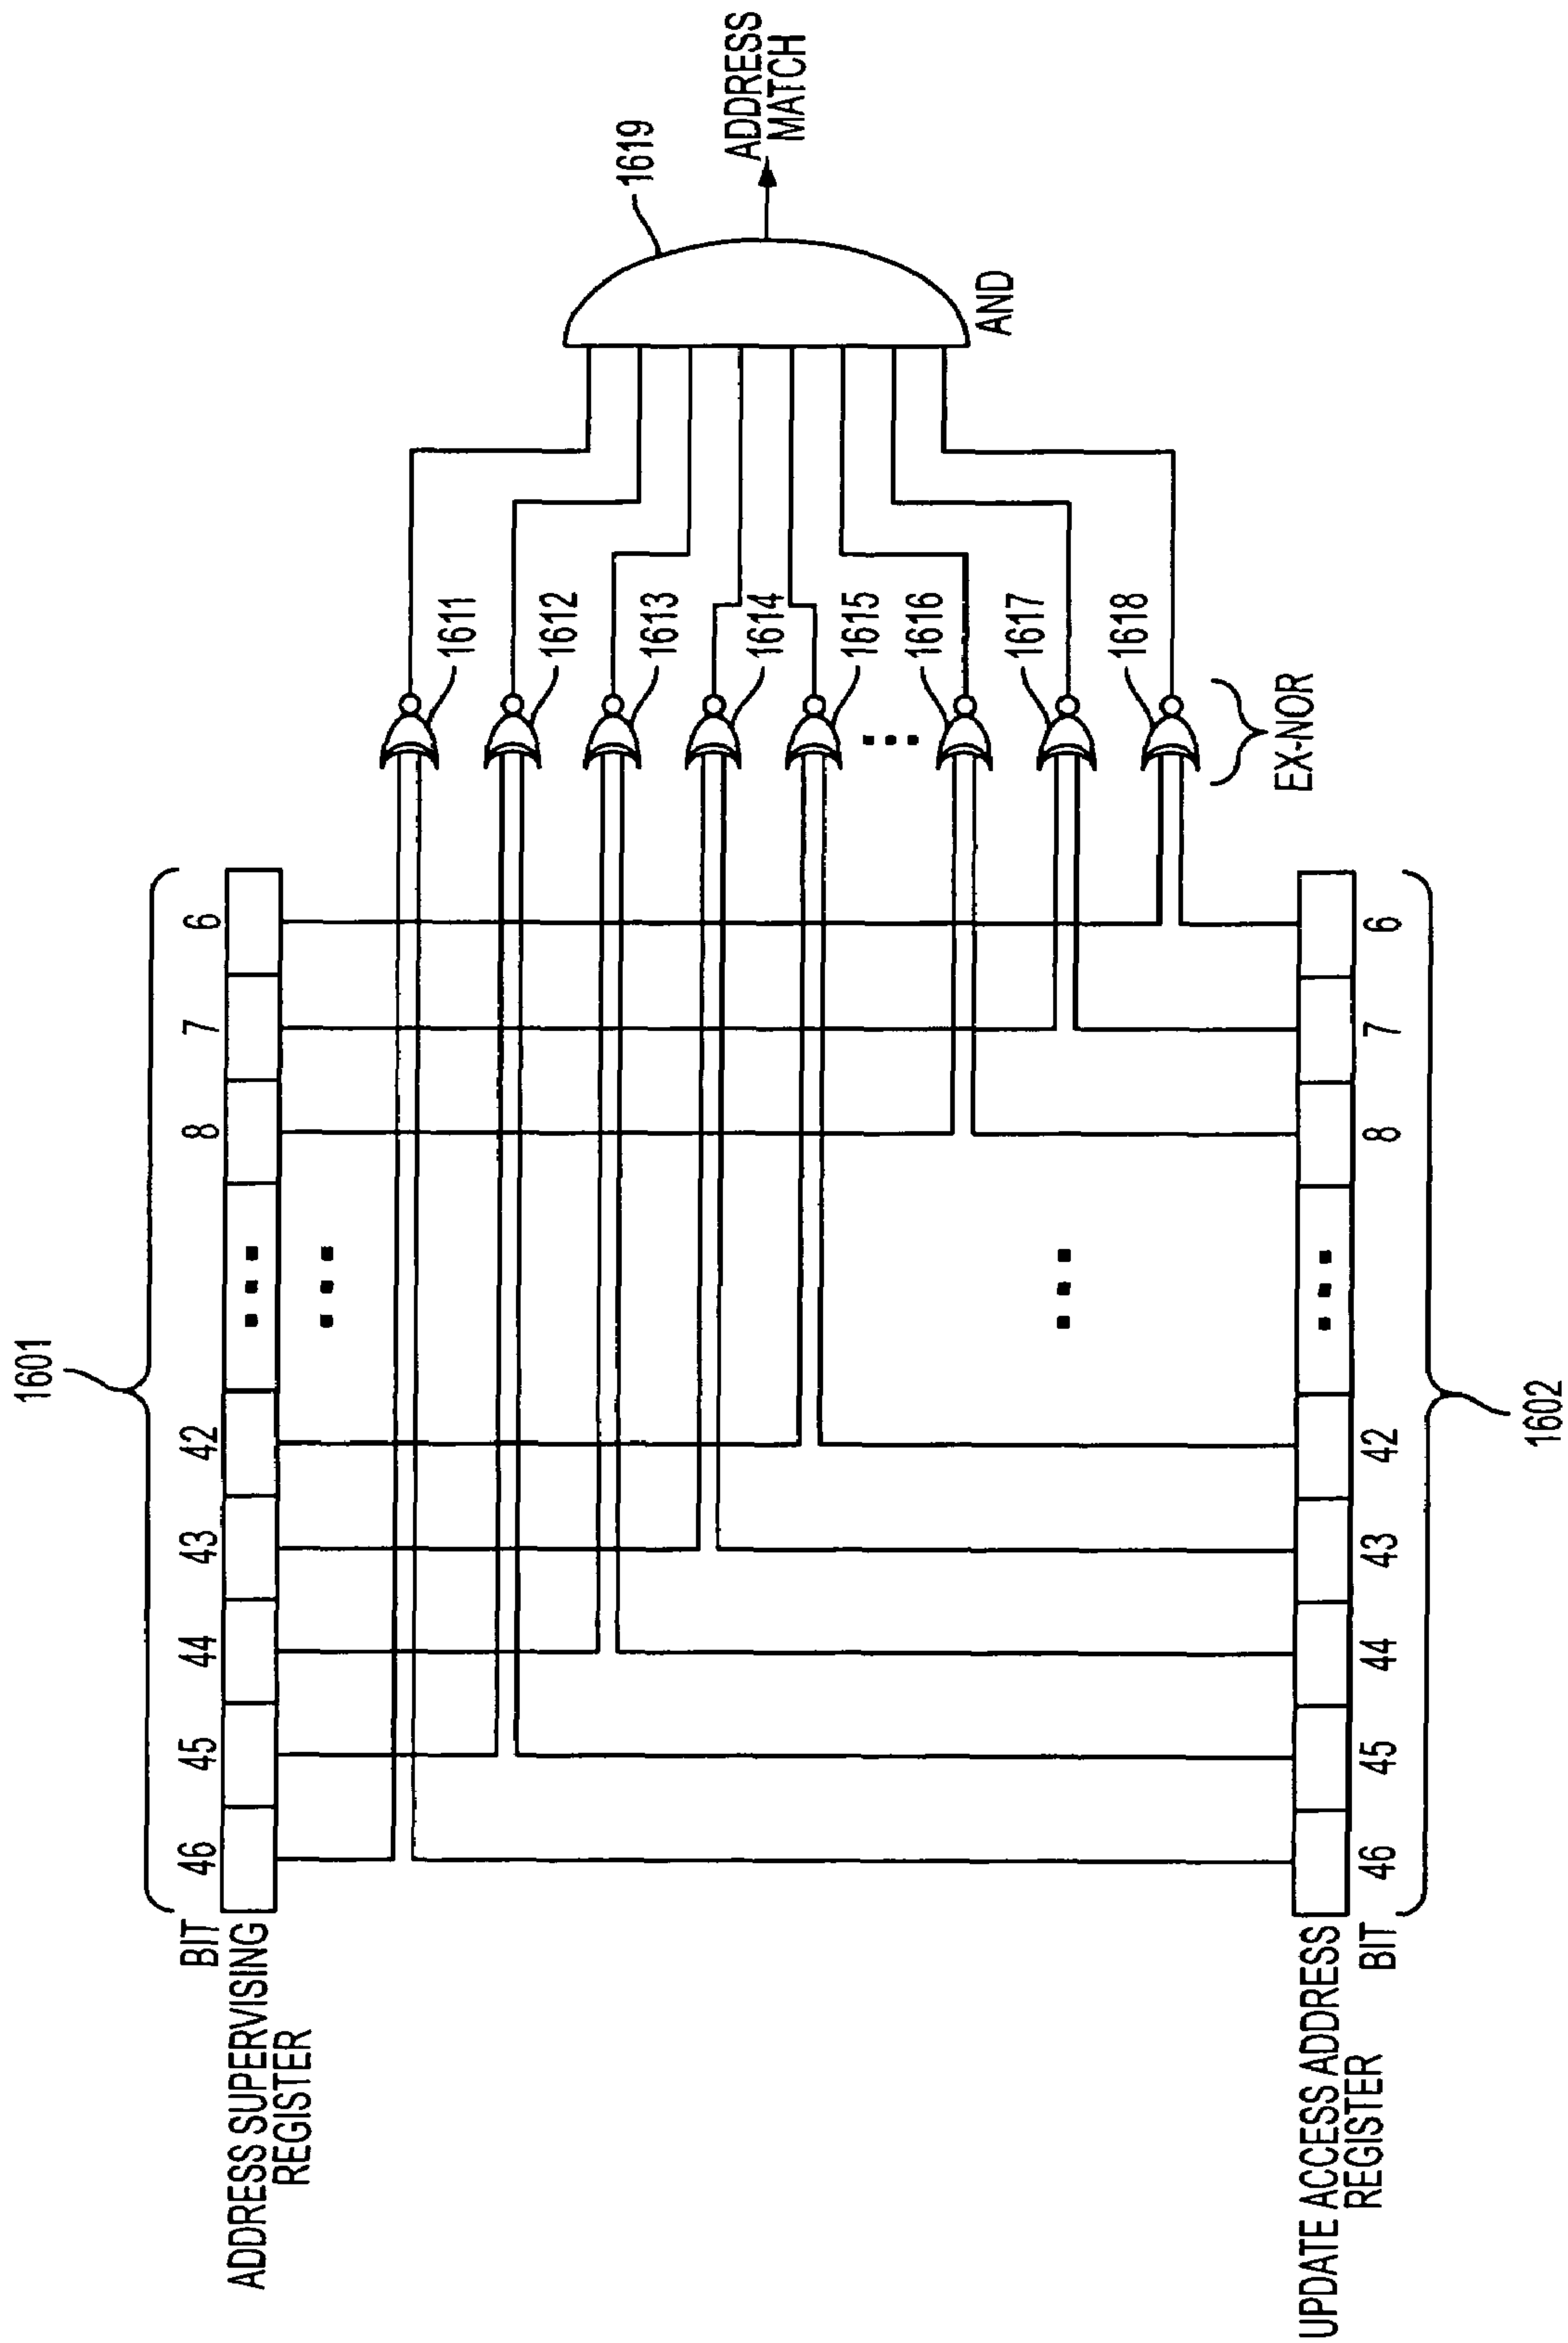 1601
BIT 46 45 44 43 42 8 7 6
ADDRESS SUPERVISING
REGISTER
1611
1612
1613
1614
1615
1616
1617
1618
EX-NOR
1619
AND
ADDRESS
MATCH
UPDATE ACCESS ADDRESS
REGISTER
BIT 46 45 44 43 42 8 7 6
1602